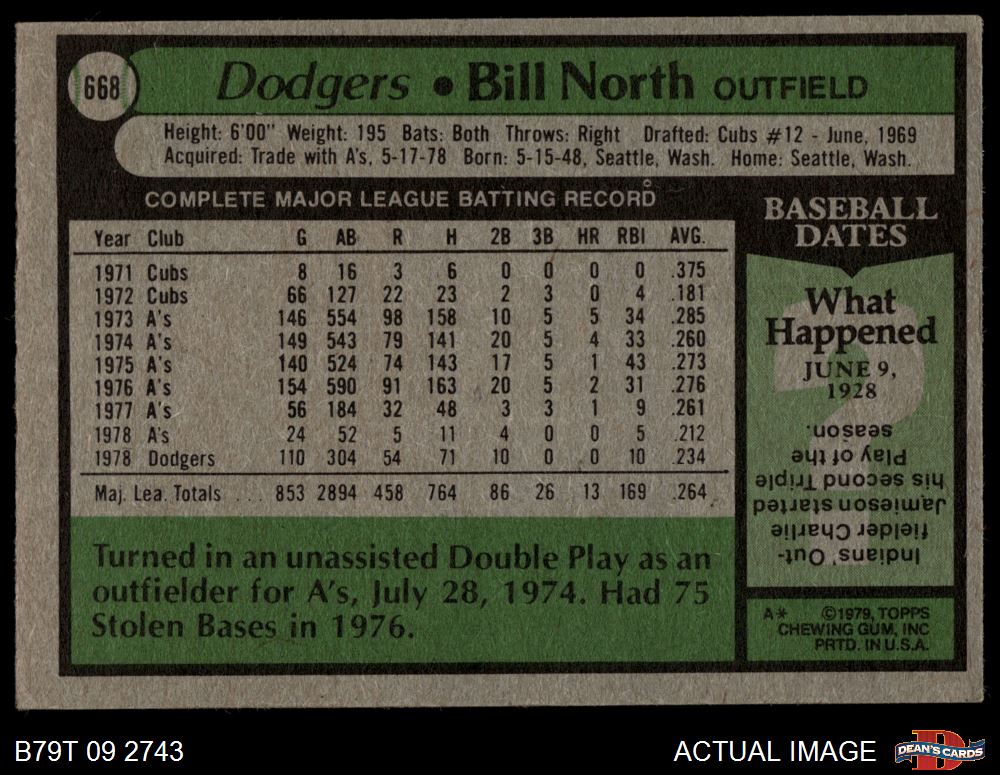 668
Dodgers • Bill North OUTFIELD
Height: 6'00" Weight: 195 Bats: Both Throws: Right Drafted: Cubs #12 - June, 1969
Acquired: Trade with A's, 5-17-78 Born: 5-15-48, Seattle, Wash. Home: Seattle, Wash.
COMPLETE MAJOR LEAGUE BATTING RECORD
Year Club G AB R H 2B 3B HR RBI AVG.
1971 Cubs 8 16 3 6 0 0 0 0 .375
1972 Cubs 66 127 22 23 2 3 0 4 .181
1973 A's 146 554 98 158 10 5 5 34 .285
1974 A's 149 543 79 141 20 5 4 33 .260
1975 A's 140 524 74 143 17 5 1 43 .273
1976 A's 154 590 91 163 20 5 2 31 .276
1977 A's 56 184 32 48 3 3 1 9 .261
1978 A's 24 52 5 11 4 0 0 5 .212
1978 Dodgers 110 304 54 71 10 0 0 10 .234
Maj. Lea. Totals ... 853 2894 458 764 86 26 13 169 .264
Turned in an unassisted Double Play as an
outfielder for A's, July 28, 1974. Had 75
Stolen Bases in 1976.
BASEBALL
DATES
What
Happened
JUNE 9,
1928
?
Indians' Out-
fielder Charlie
Jamieson started
his second Triple
Play of the
season.
A* ©1979, TOPPS
CHEWING GUM, INC
PRTD. IN U.S.A.
B79T 09 2743
ACTUAL IMAGE
D
DEAN'S CARDS